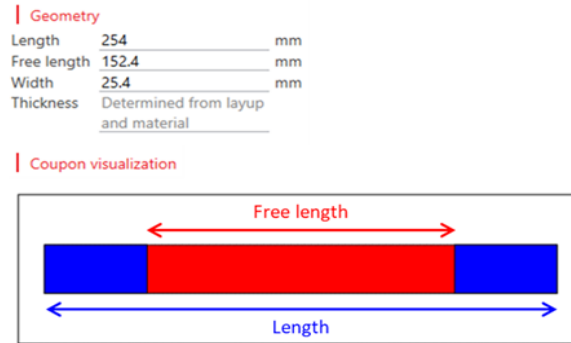 Geometry
Length 254 mm
Free length 152.4 mm
Width 25.4 mm
Thickness Determined from layup
and material
Coupon visualization
Free length
Length